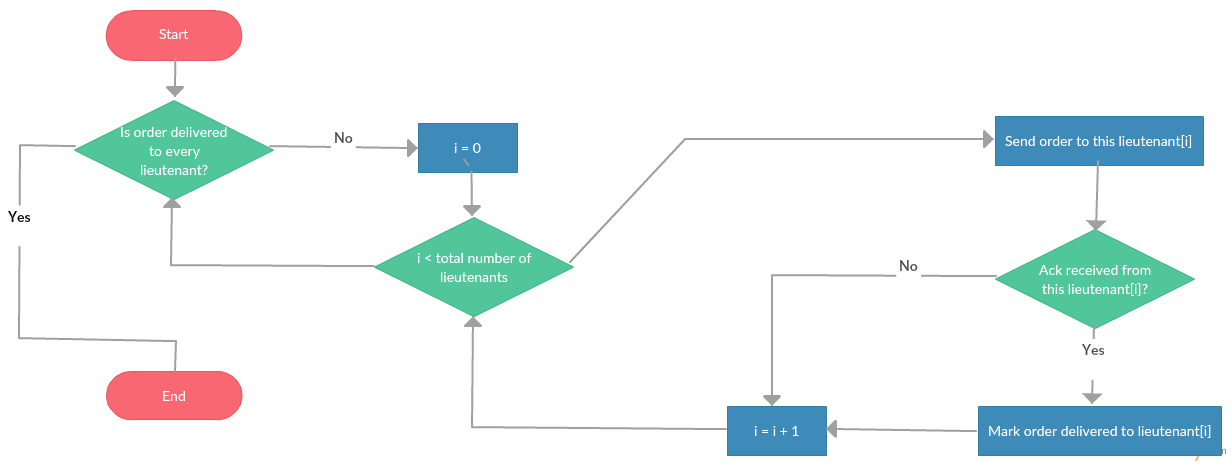 Start
Is order delivered
to every
lieutenant?
No
i = 0
Send order to this lieutenant[i]
Yes
i < total number of
lieutenants
No
Ack received from
this lieutenant[i]?
Yes
End
i = i + 1
Mark order delivered to lieutenant[i]